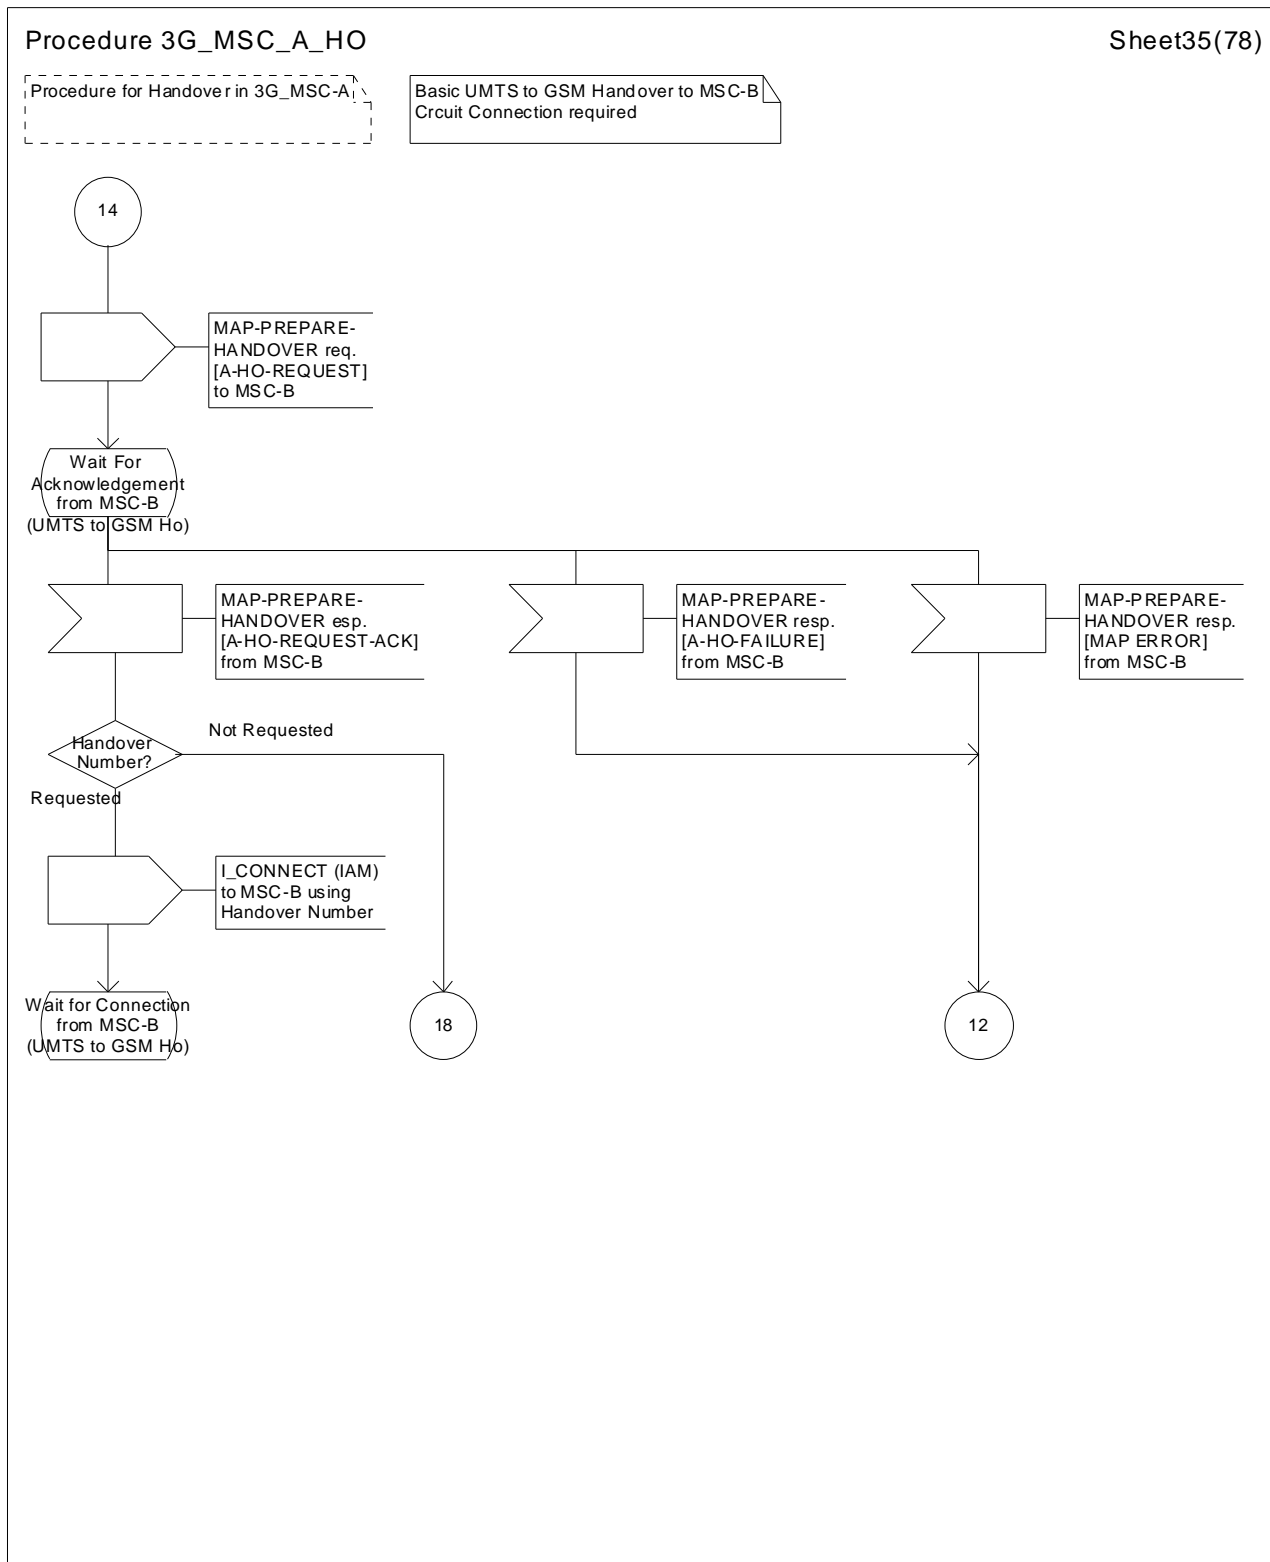 Procedure 3G_MSC_A_HO
Sheet35(78)
Procedure for Handover in 3G_MSC-A
Basic UMTS to GSM Handover to MSC-B
Crcuit Connection required
14
MAP-PREPARE-
HANDOVER req.
[A-HO-REQUEST]
to MSC-B
Wait For
Acknowledgement
from MSC-B
(UMTS to GSM Ho)
MAP-PREPARE-
HANDOVER esp.
[A-HO-REQUEST-ACK]
from MSC-B
MAP-PREPARE-
HANDOVER resp.
[A-HO-FAILURE]
from MSC-B
MAP-PREPARE-
HANDOVER resp.
[MAP ERROR]
from MSC-B
Handover
Number?
Not Requested
Requested
I_CONNECT (IAM)
to MSC-B using
Handover Number
Wait for Connection
from MSC-B
(UMTS to GSM Ho)
18
12